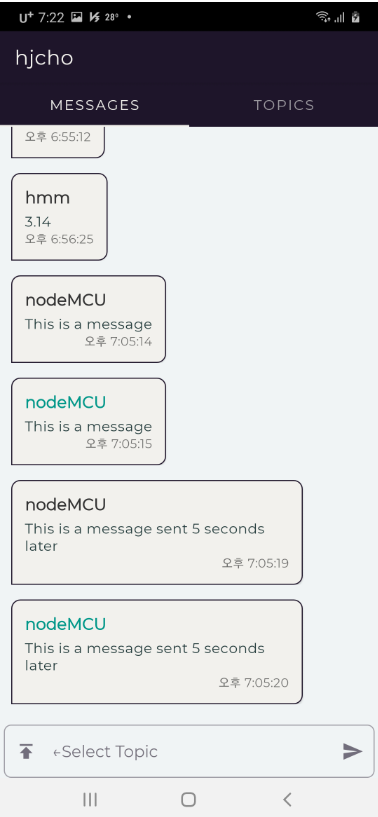 U+ 7:22 28° •
hjcho
MESSAGES TOPICS
오후 6:55:12
hmm
3.14
오후 6:56:25
nodeMCU
This is a message
오후 7:05:14
nodeMCU
This is a message
오후 7:05:15
nodeMCU
This is a message sent 5 seconds
later
오후 7:05:19
nodeMCU
This is a message sent 5 seconds
later
오후 7:05:20
←Select Topic